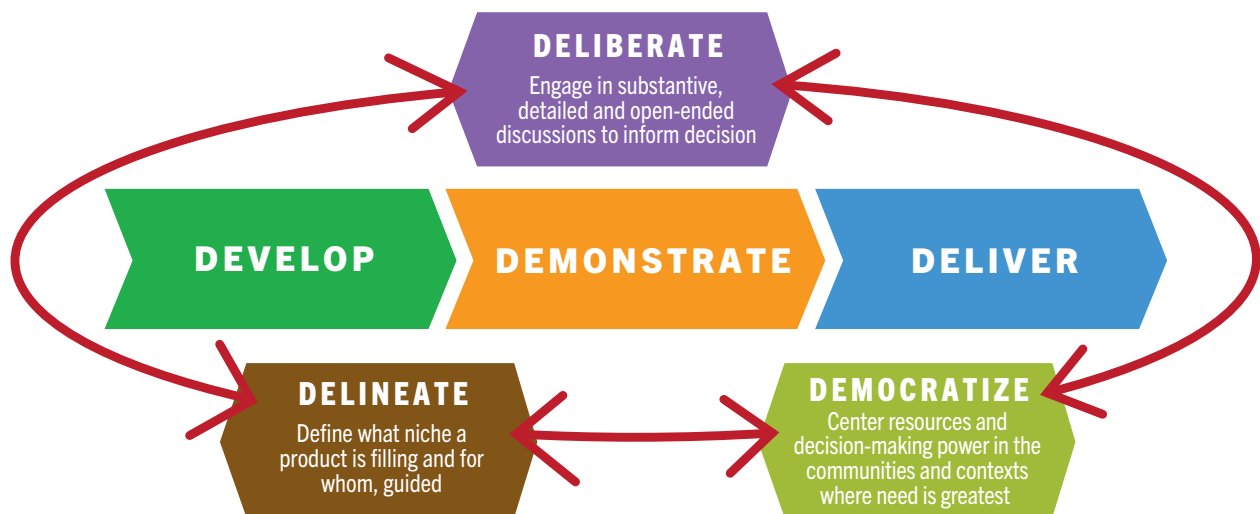 DELIBERATE
Engage in substantive,
detailed and open-ended
discussions to inform decision
DEVELOP
DEMONSTRATE
DELIVER
DELINEATE
Define what niche a
product is filling and for
whom, guided
DEMOCRATIZE
Center resources and
decision-making power in the
communities and contexts
where need is greatest